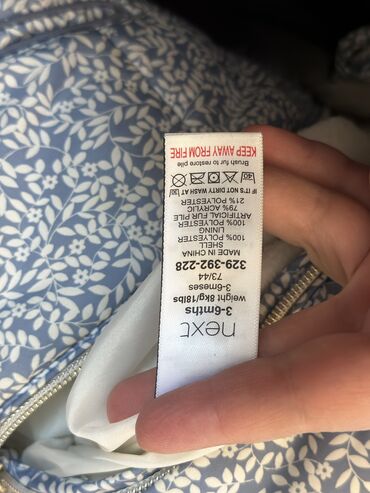 next
3-6mths
Weight 8kg/18lbs
3-6meses
73/44
329-392-228
MADE IN CHINA
SHELL
100% POLYESTER
LINING
100% POLYESTER
ARTIFICIAL FUR PILE
79% ACRYLIC
21% POLYESTER
IF IT'S NOT DIRTY WASH AT
30
40
Brush fur to restore pile
KEEP AWAY FROM FIRE